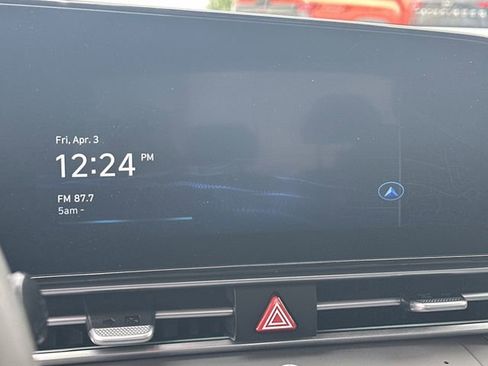 Fri, Apr. 3
12:24 PM
FM 87.7
5am -